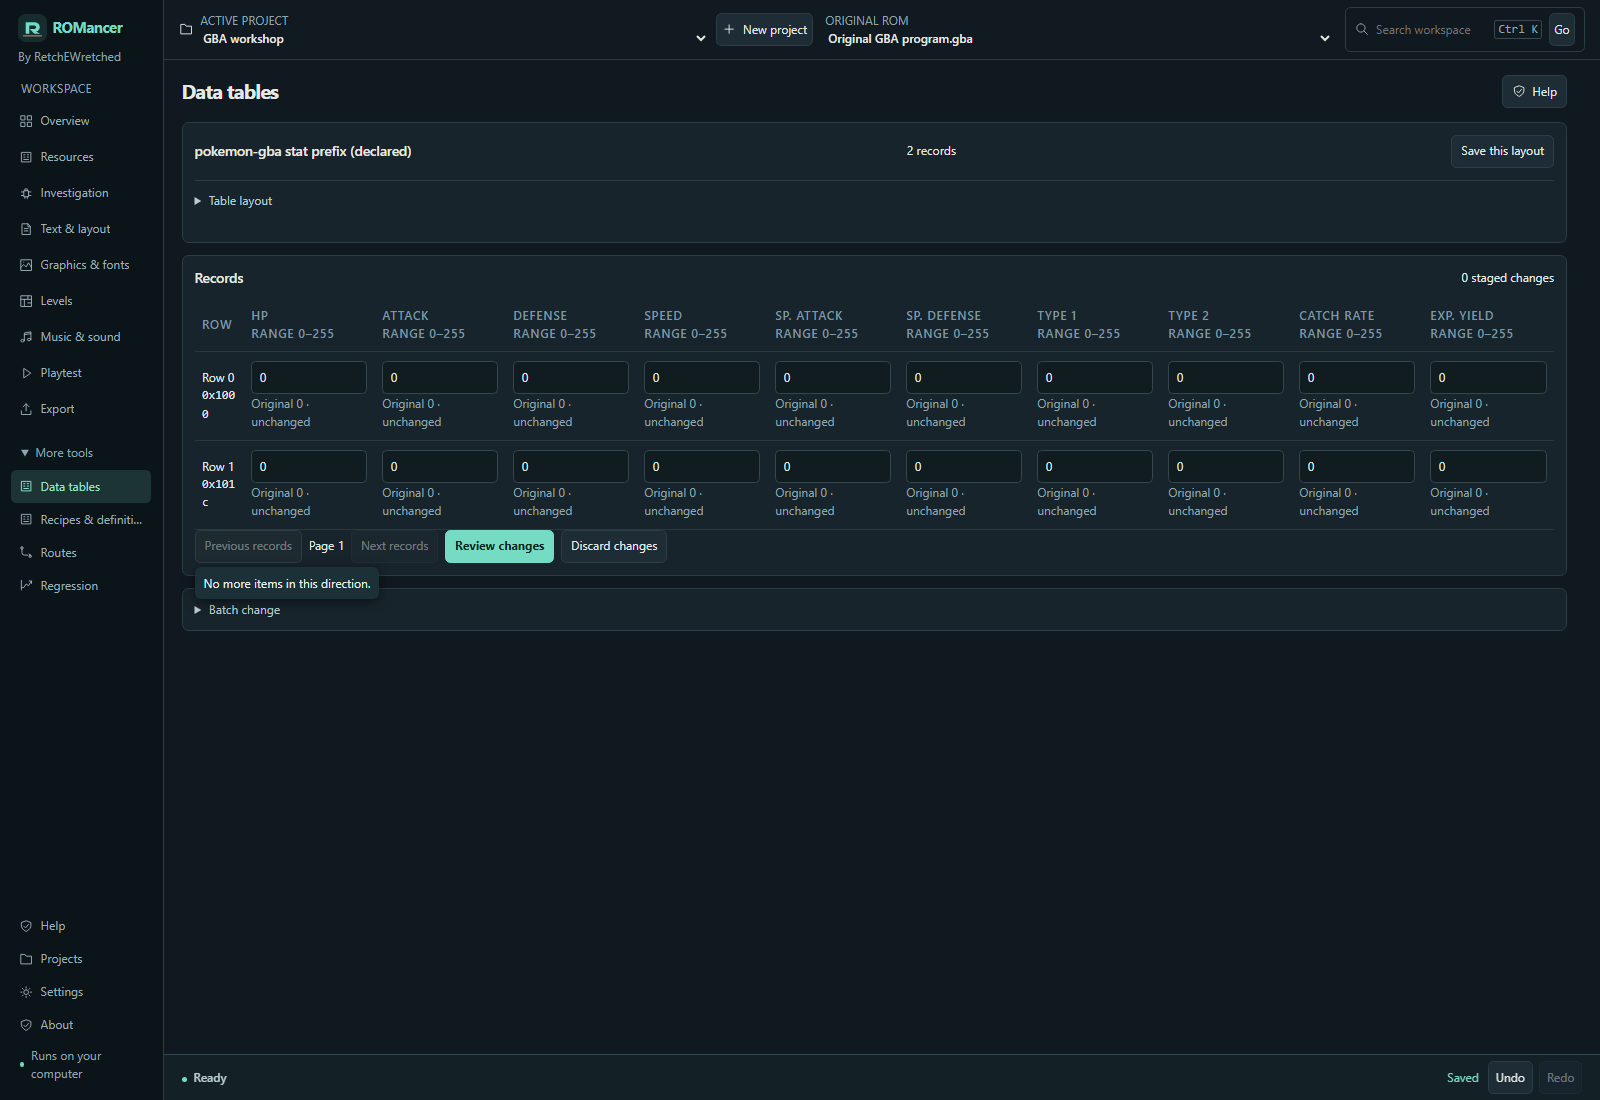 ROMancer
By RetchEWretched
WORKSPACE
Overview
Resources
Investigation
Text & layout
Graphics & fonts
Levels
Music & sound
Playtest
Export
More tools
Data tables
Recipes & definiti...
Routes
Regression
Help
Projects
Settings
About
Runs on your
computer
ACTIVE PROJECT
GBA workshop
New project
ORIGINAL ROM
Original GBA program.gba
Search workspace
Ctrl K
Go
Data tables
Help
pokemon-gba stat prefix (declared)
2 records
Save this layout
Table layout
Records
0 staged changes
ROW
HP
RANGE 0–255
ATTACK
RANGE 0–255
DEFENSE
RANGE 0–255
SPEED
RANGE 0–255
SP. ATTACK
RANGE 0–255
SP. DEFENSE
RANGE 0–255
TYPE 1
RANGE 0–255
TYPE 2
RANGE 0–255
CATCH RATE
RANGE 0–255
EXP. YIELD
RANGE 0–255
Row 0
0x100
0
0 0 0 0 0 0 0 0 0 0
Original 0 · Original 0 · Original 0 · Original 0 · Original 0 · Original 0 · Original 0 · Original 0 · Original 0 · Original 0 ·
unchanged unchanged unchanged unchanged unchanged unchanged unchanged unchanged unchanged unchanged
Row 1
0x101
c
0 0 0 0 0 0 0 0 0 0
Original 0 · Original 0 · Original 0 · Original 0 · Original 0 · Original 0 · Original 0 · Original 0 · Original 0 · Original 0 ·
unchanged unchanged unchanged unchanged unchanged unchanged unchanged unchanged unchanged unchanged
Previous records
Page 1
Next records
Review changes
Discard changes
No more items in this direction.
Batch change
Ready
Saved
Undo
Redo